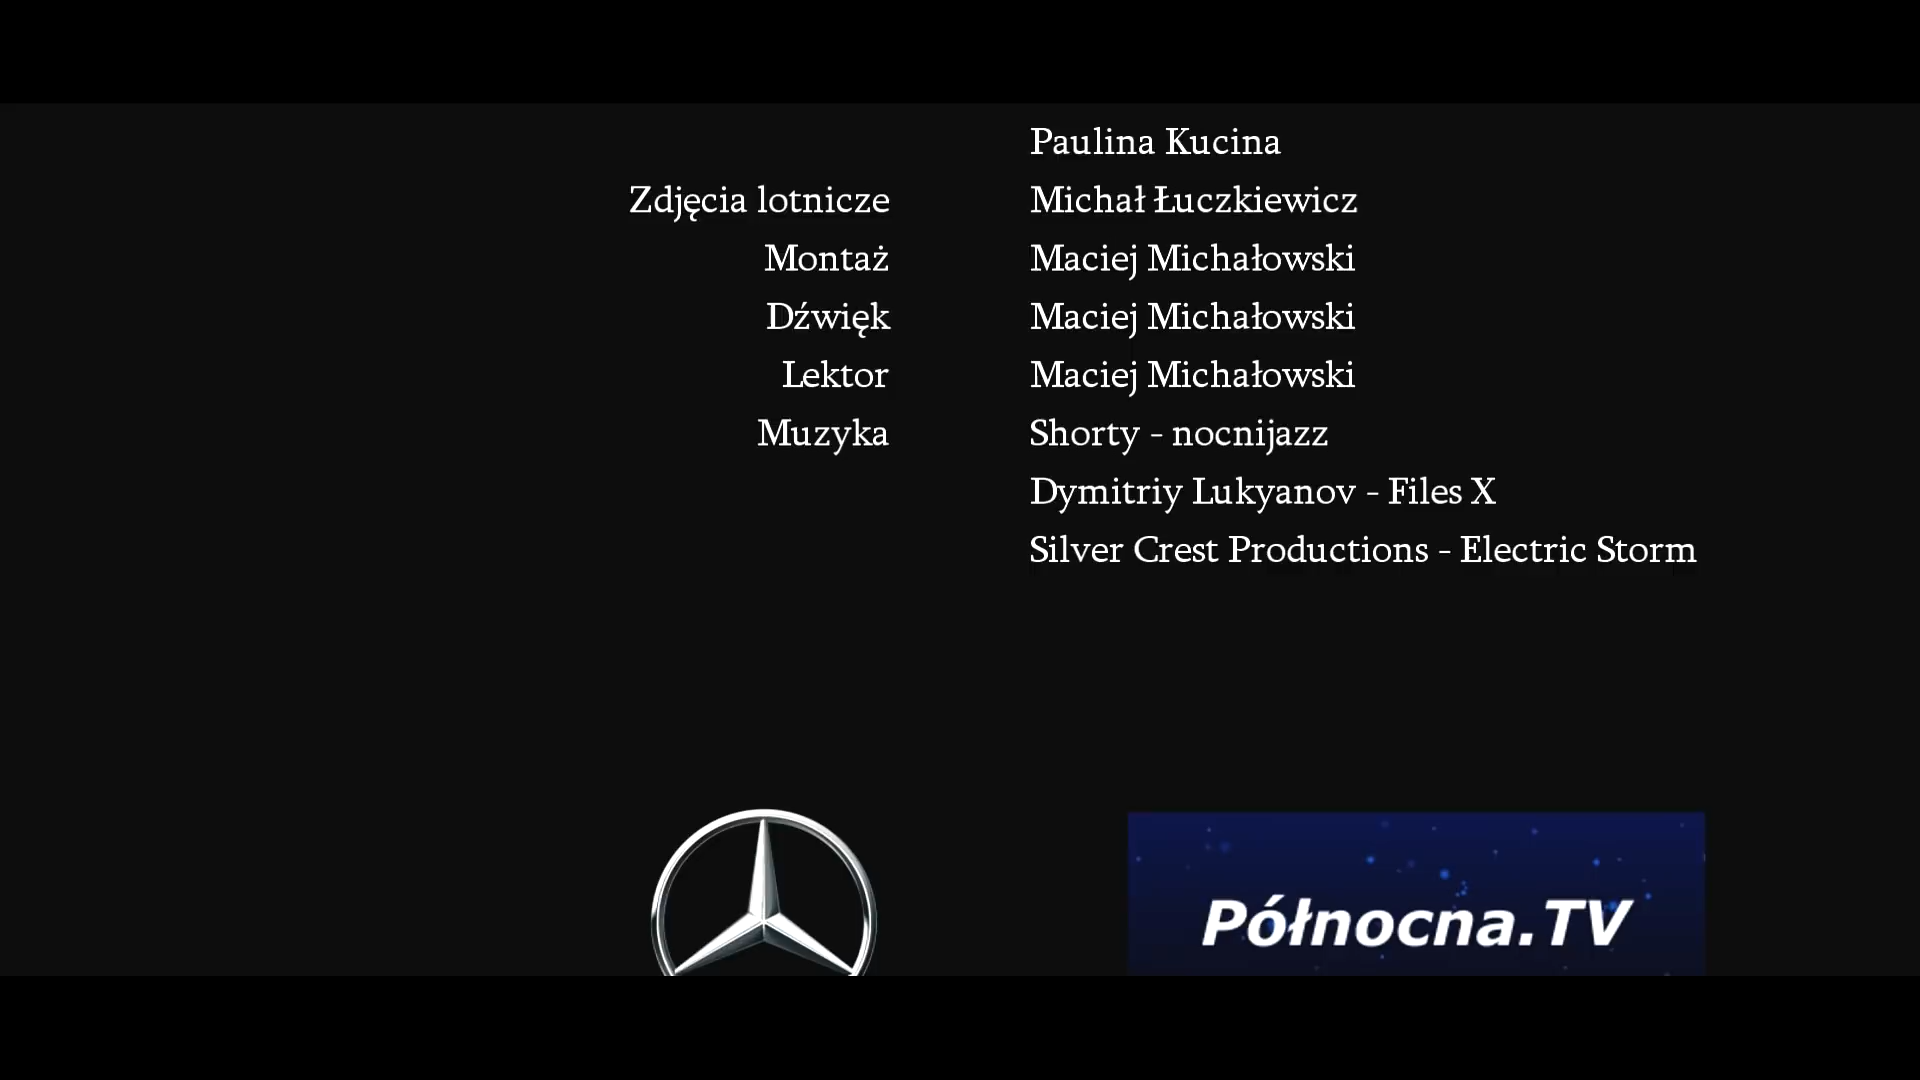 Paulina Kucina
Zdjęcia lotnicze Michał Łuczkiewicz
Montaż Maciej Michałowski
Dźwięk Maciej Michałowski
Lektor Maciej Michałowski
Muzyka Shorty - nocnijazz
Dymitriy Lukyanov - Files X
Silver Crest Productions - Electric Storm
Północna.TV